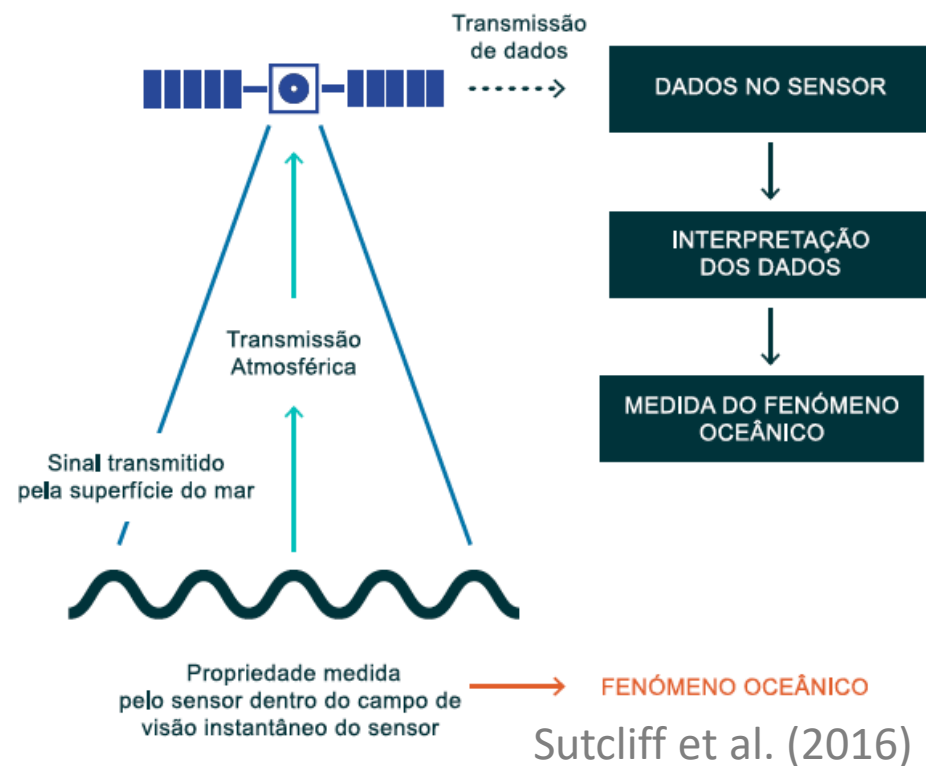 Transmissão
de dados
DADOS NO SENSOR
INTERPRETAÇÃO
DOS DADOS
MEDIDA DO FENÓMENO
OCEÂNICO
Transmissão
Atmosférica
Sinal transmitido
pela superfície do mar
Propriedade medida
pelo sensor dentro do campo de
visão instantâneo do sensor
FENÓMENO OCEÂNICO
Sutcliff et al. (2016)